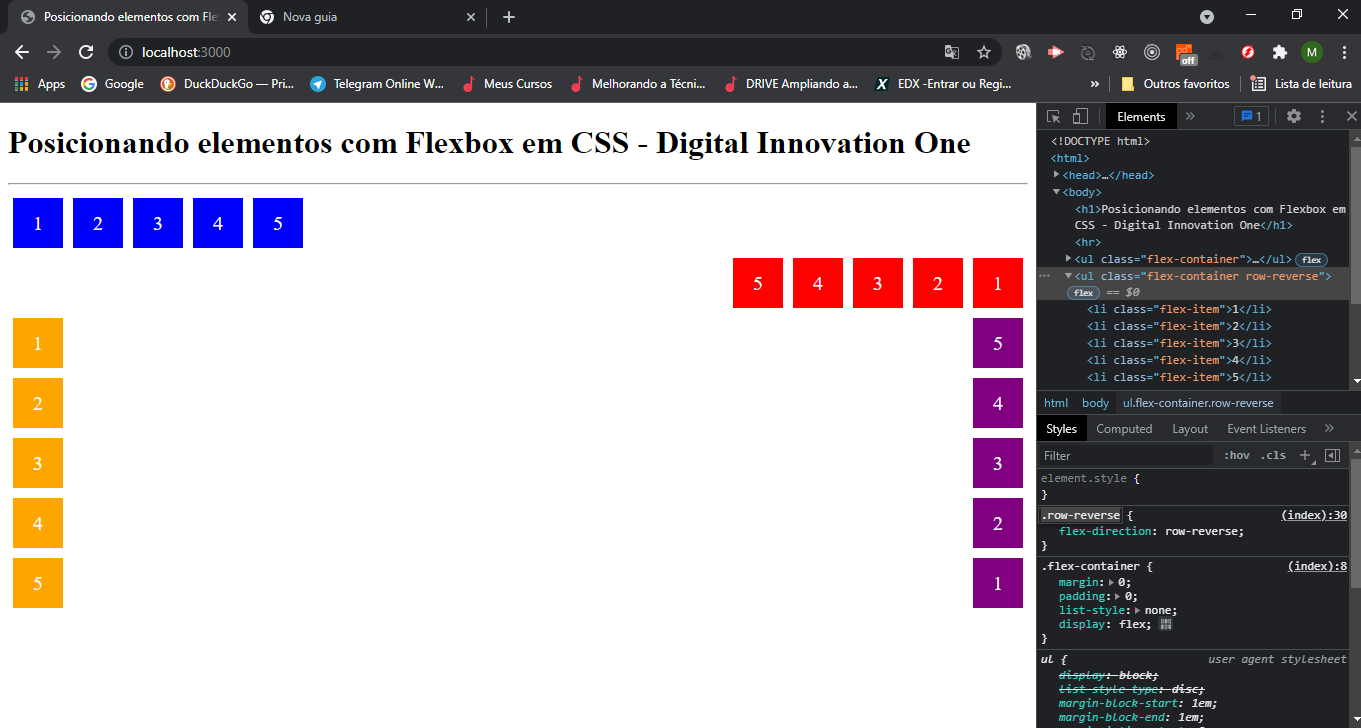 Posicionando elementos com Fle
Nova guia
localhost:3000
off
M
Apps
Google
DuckDuckGo — Pri...
Telegram Online W...
Meus Cursos
Melhorando a Técni...
DRIVE Ampliando a...
EDX -Entrar ou Regi...
»
Outros favoritos
Lista de leitura
Posicionando elementos com Flexbox em CSS - Digital Innovation One
1 2 3 4 5
5 4 3 2 1
1 5
2 4
3 3
4 2
5 1
Elements
»
1
<!DOCTYPE html>
<html>
<head>…</head>
<body>
<h1>Posicionando elementos com Flexbox em
CSS - Digital Innovation One</h1>
<hr>
<ul class="flex-container">…</ul> flex
<ul class="flex-container row-reverse">
flex == $0
<li class="flex-item">1</li>
<li class="flex-item">2</li>
<li class="flex-item">3</li>
<li class="flex-item">4</li>
<li class="flex-item">5</li>
html body ul.flex-container.row-reverse
Styles Computed Layout Event Listeners »
Filter :hov .cls +
element.style {
}
.row-reverse { (index):30
flex-direction: row-reverse;
}
.flex-container { (index):8
margin: 0;
padding: 0;
list-style: none;
display: flex;
}
ul { user agent stylesheet
display: block;
list-style-type: disc;
margin-block-start: 1em;
margin-block-end: 1em;